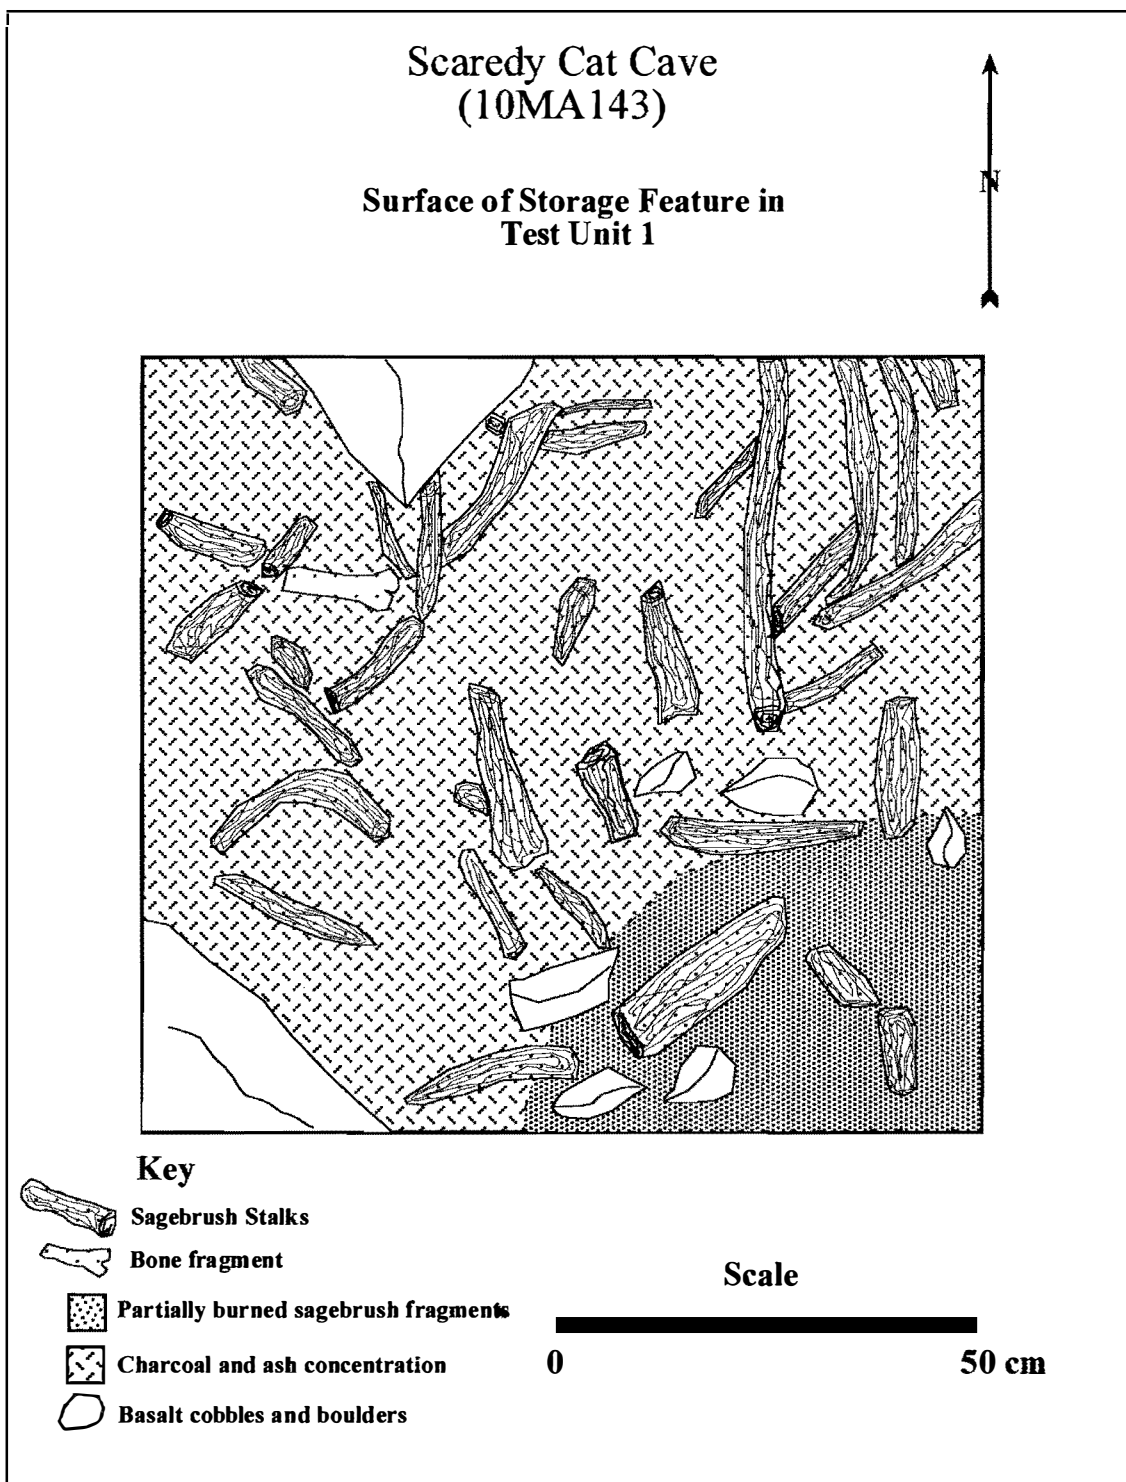 Scaredy Cat Cave
(10MA143)
N
Surface of Storage Feature in
Test Unit 1
Key
Sagebrush Stalks
Bone fragment
Partially burned sagebrush fragments
Charcoal and ash concentration
Basalt cobbles and boulders
Scale
0 50 cm